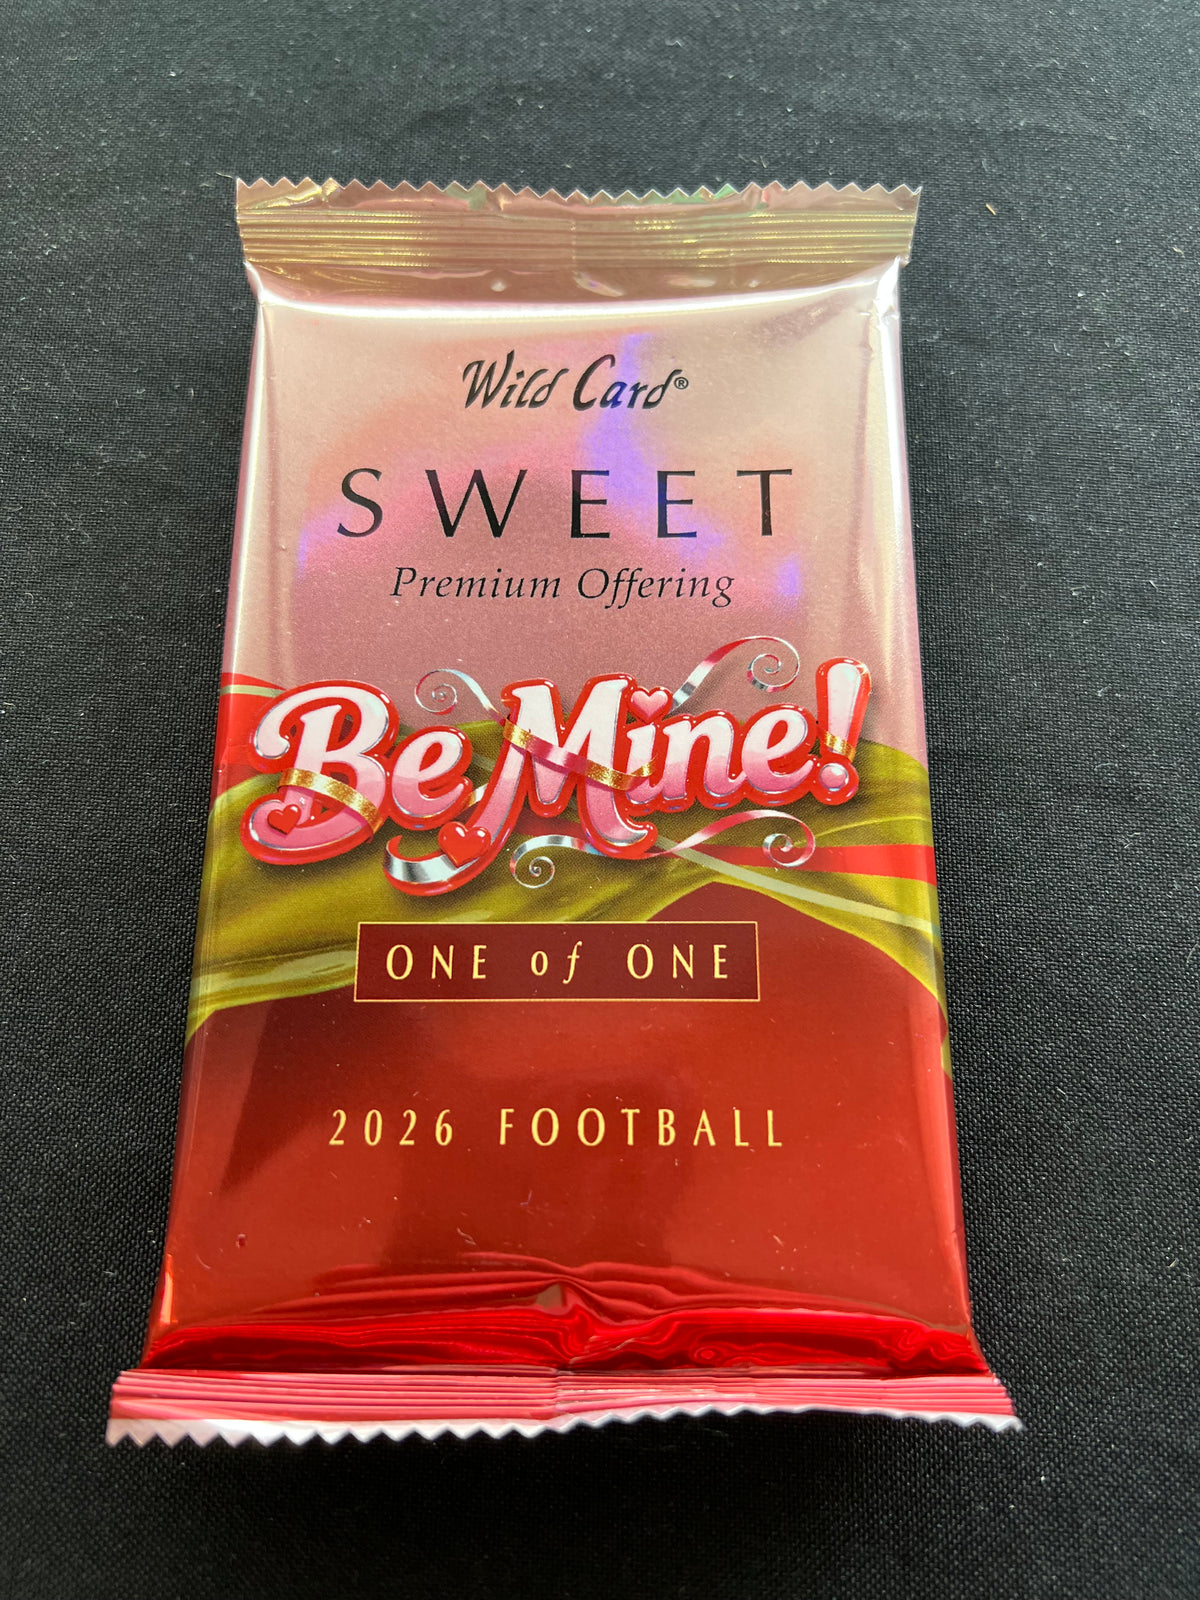 Wild Card®
SWEET
Premium Offering
Be Mine!
ONE of ONE
2026 FOOTBALL